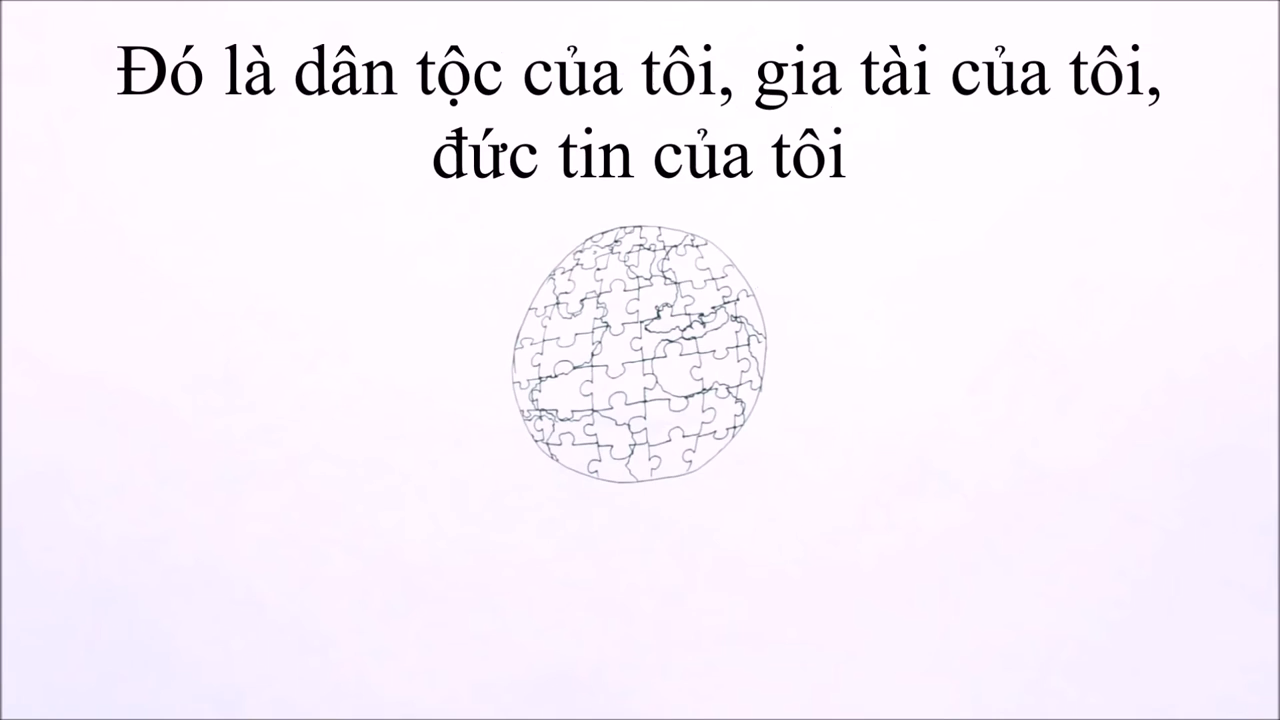 Đó là dân tộc của tôi, gia tài của tôi,
đức tin của tôi